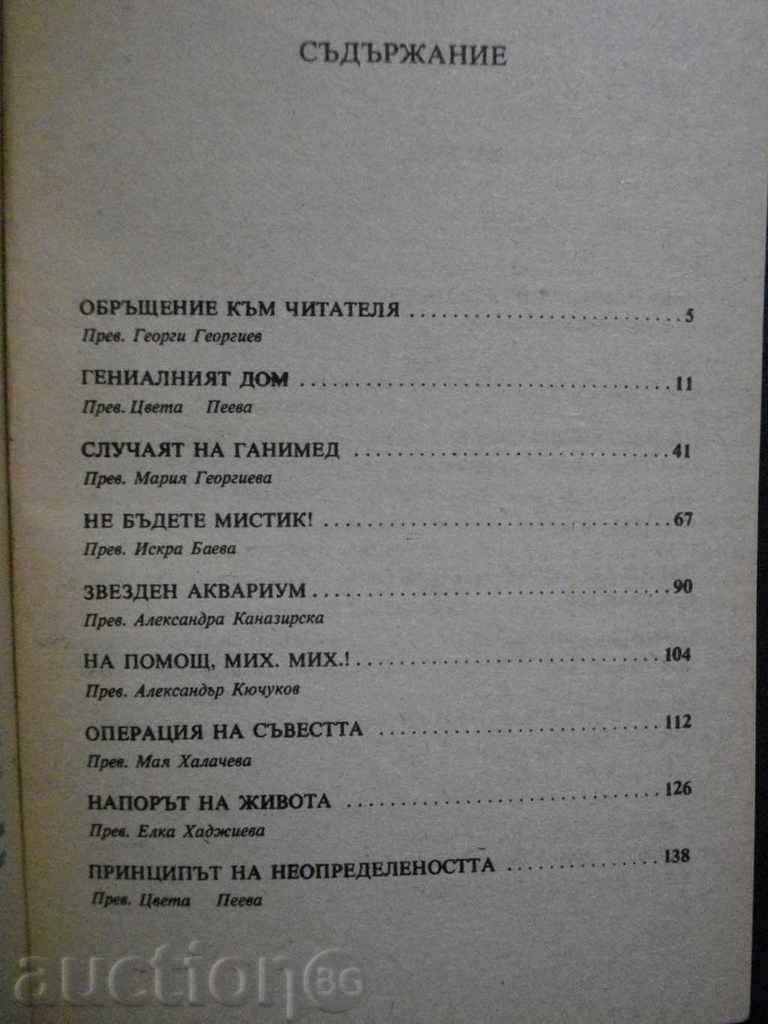 СЪДЪРЖАНИЕ
ОБРЪЩЕНИЕ КЪМ ЧИТАТЕЛЯ .......................... 5
Прев. Георги Георгиев
ГЕНИАЛНИЯТ ДОМ .................................... 11
Прев. Цвета Пеева
СЛУЧАЯТ НА ГАНИМЕД ............................... 41
Прев. Мария Георгиева
НЕ БЪДЕТЕ МИСТИК! .................................. 67
Прев. Искра Баева
ЗВЕЗДЕН АКВАРИУМ................................... 90
Прев. Александра Каназирска
НА ПОМОЩ, МИХ. МИХ.!.............................. 104
Прев. Александър Кючуков
ОПЕРАЦИЯ НА СЪВЕСТТА ............................ 112
Прев. Мая Халачева
НАПОРЪТ НА ЖИВОТА ............................... 126
Прев. Елка Хаджиева
ПРИНЦИПЪТ НА НЕОПРЕДЕЛЕНОСТТА ............... 138
Прев. Цвета Пеева
auction BG